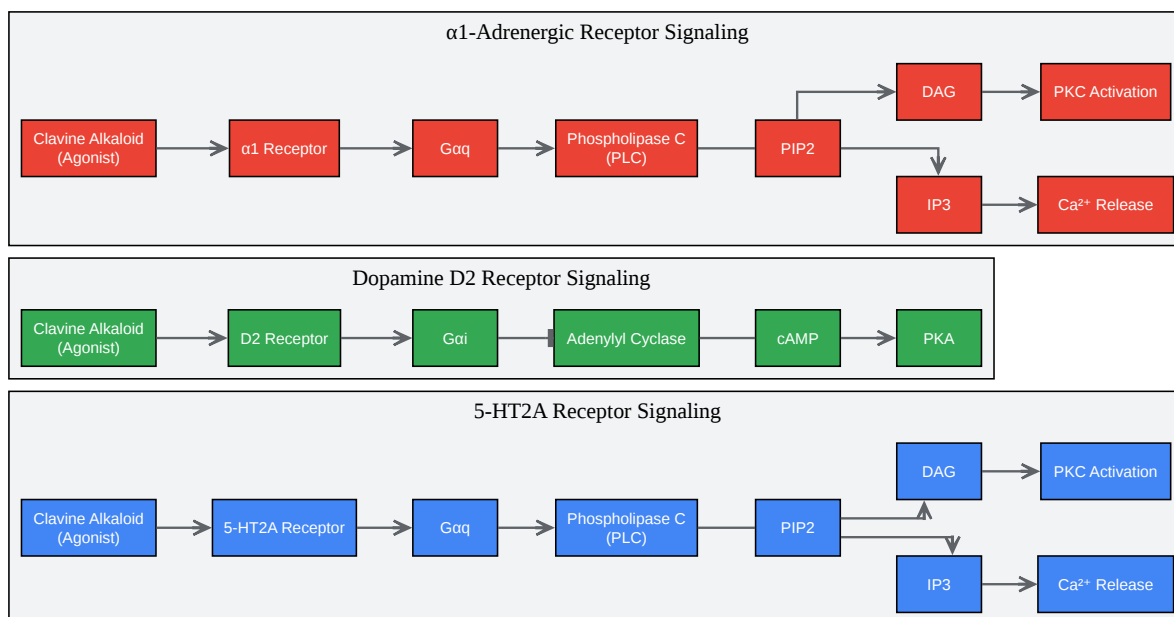 α1-Adrenergic Receptor Signaling
DAG
PKC Activation
Clavine Alkaloid
(Agonist)
α1 Receptor
Gαq
Phospholipase C
(PLC)
PIP2
IP3
Ca²⁺ Release
Dopamine D2 Receptor Signaling
Clavine Alkaloid
(Agonist)
D2 Receptor
Gαi
Adenylyl Cyclase
cAMP
PKA
5-HT2A Receptor Signaling
DAG
PKC Activation
Clavine Alkaloid
(Agonist)
5-HT2A Receptor
Gαq
Phospholipase C
(PLC)
PIP2
IP3
Ca²⁺ Release